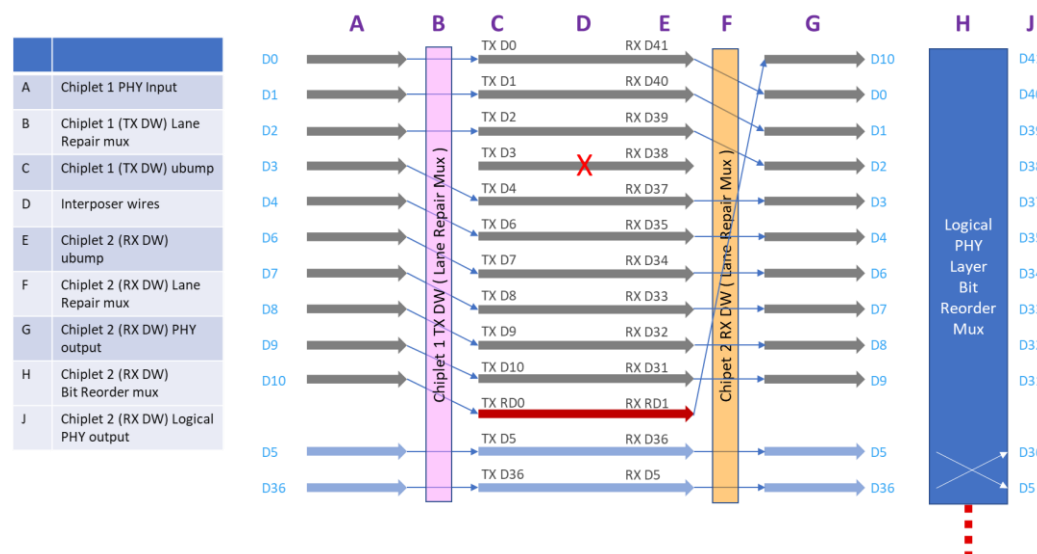 A B C D E F G H J
A Chiplet 1 PHY Input
B Chiplet 1 (TX DW) Lane
Repair mux
C Chiplet 1 (TX DW) ubump
D Interposer wires
E Chiplet 2 (RX DW)
ubump
F Chiplet 2 (RX DW) Lane
Repair mux
G Chiplet 2 (RX DW) PHY
output
H Chiplet 2 (RX DW)
Bit Reorder mux
J Chiplet 2 (RX DW) Logical
PHY output
D0 TX D0 RX D41 D10
D1 TX D1 RX D40 D0
D2 TX D2 RX D39 D1
D3 TX D3 X RX D38 D2
D4 TX D4 RX D37 D3
D6 TX D6 RX D35 D4
D7 TX D7 RX D34 D6
D8 TX D8 RX D33 D7
D9 TX D9 RX D32 D8
D10 TX D10 RX D31 D9
TX RD0 RX RD1
D5 TX D5 RX D36 D5 D36
D36 TX D36 RX D5 D36 D5
Chiplet 1 TX DW ( Lane Repair Mux )
Chipet 2 RX DW ( Lane Repair Mux )
Logical
PHY
Layer
Bit
Reorder
Mux